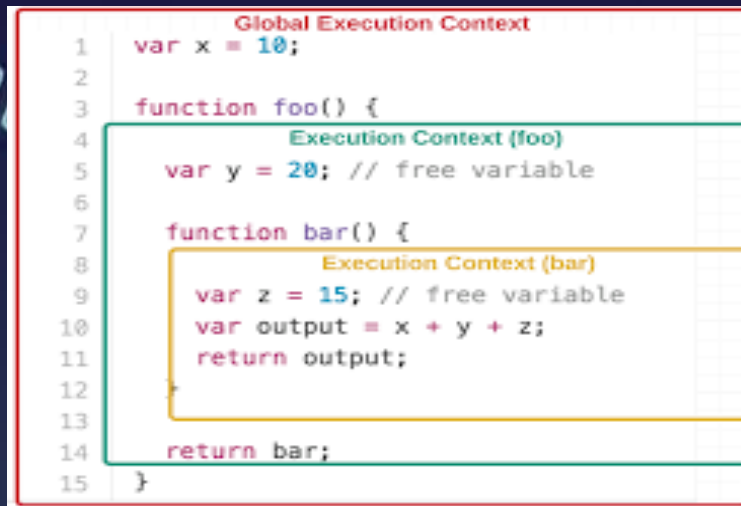 Global Execution Context
1 var x = 10;
2
3 function foo() {
4 Execution Context (foo)
5 var y = 20; // free variable
6
7 function bar() {
8 Execution Context (bar)
9 var z = 15; // free variable
10 var output = x + y + z;
11 return output;
12 }
13
14 return bar;
15 }